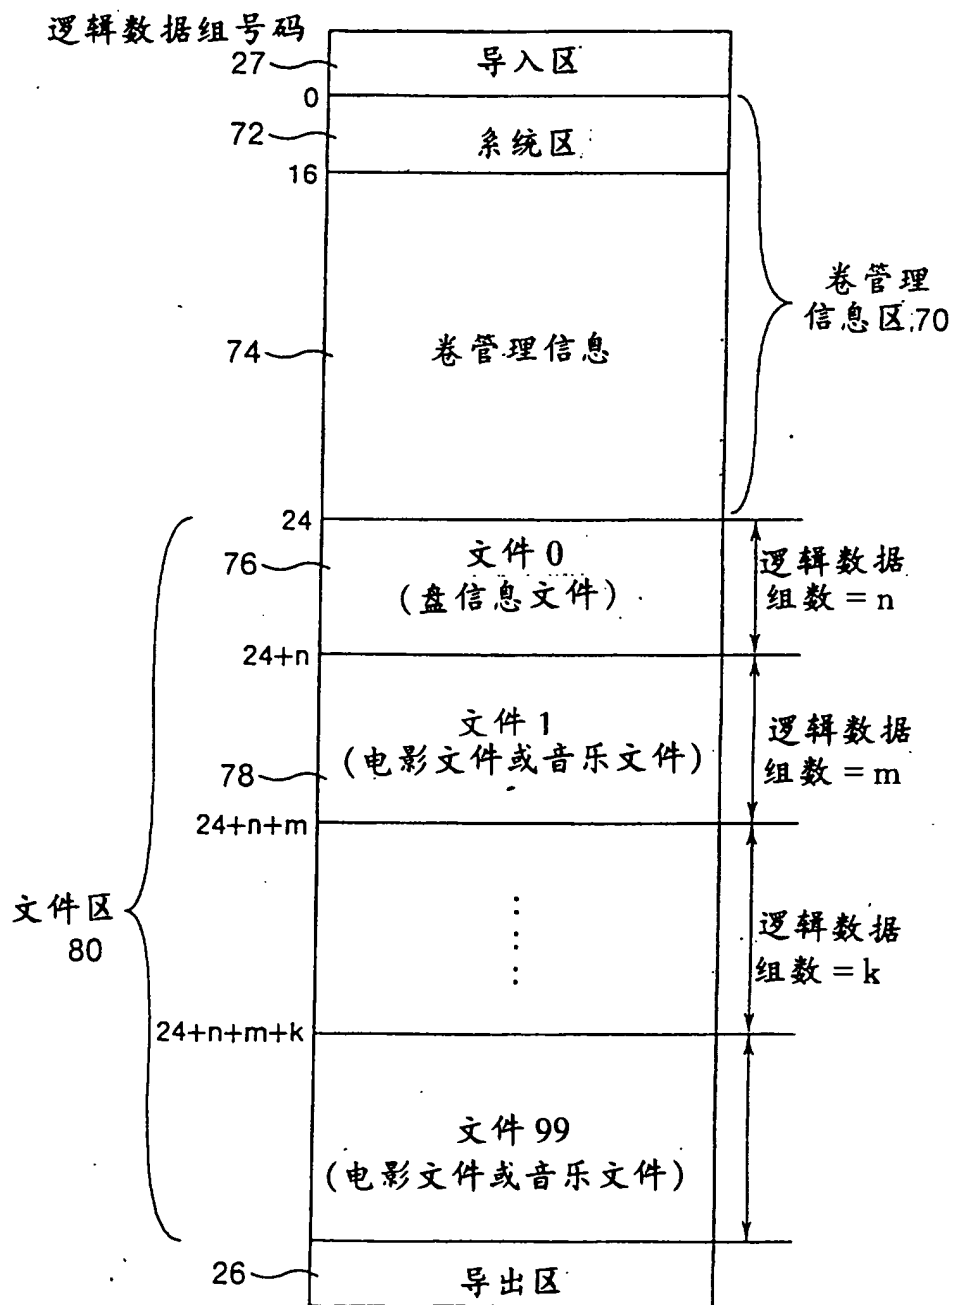 逻辑数据组号码
27
导入区
0
72
系统区
16
74
卷管理信息
卷管理
信息区70
24
76
文件 0
(盘信息文件)
逻辑数据
组数=n
24+n
文件 1
(电影文件或音乐文件)
78
逻辑数据
组数=m
24+n+m
文件区
80
逻辑数据
组数=k
24+n+m+k
文件 99
(电影文件或音乐文件)
26
导出区